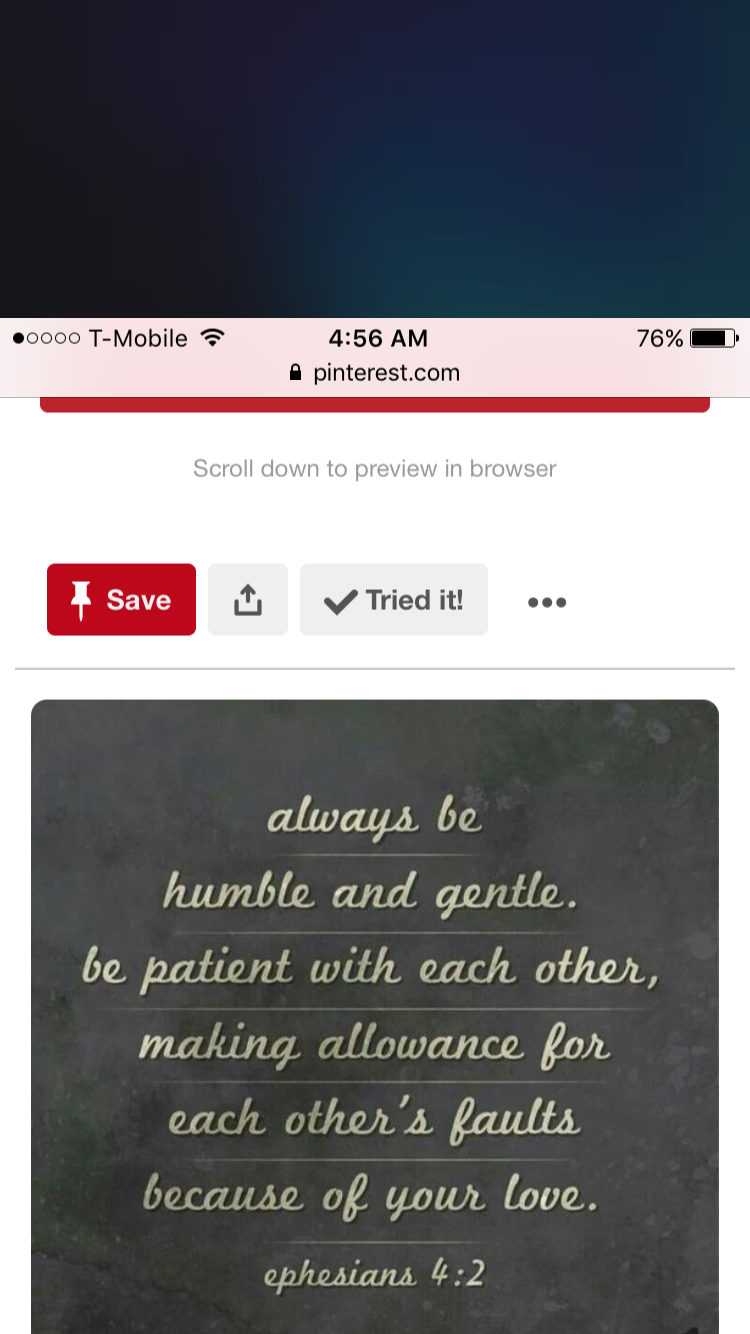 T-Mobile 4:56 AM 76%
pinterest.com
Scroll down to preview in browser
Save Tried it!
always be
humble and gentle.
be patient with each other,
making allowance for
each other's faults
because of your love.
ephesians 4:2